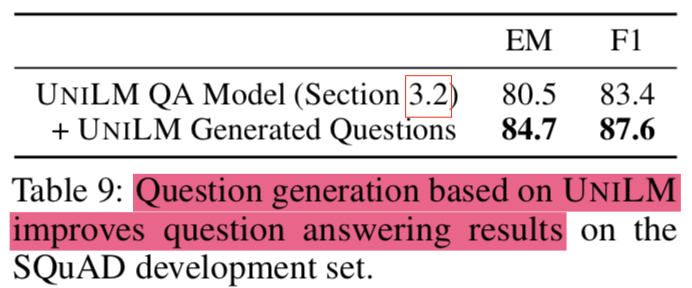 EM F1
UNILM QA Model (Section 3.2) 80.5 83.4
+ UNILM Generated Questions 84.7 87.6
Table 9: Question generation based on UNILM
improves question answering results on the
SQuAD development set.